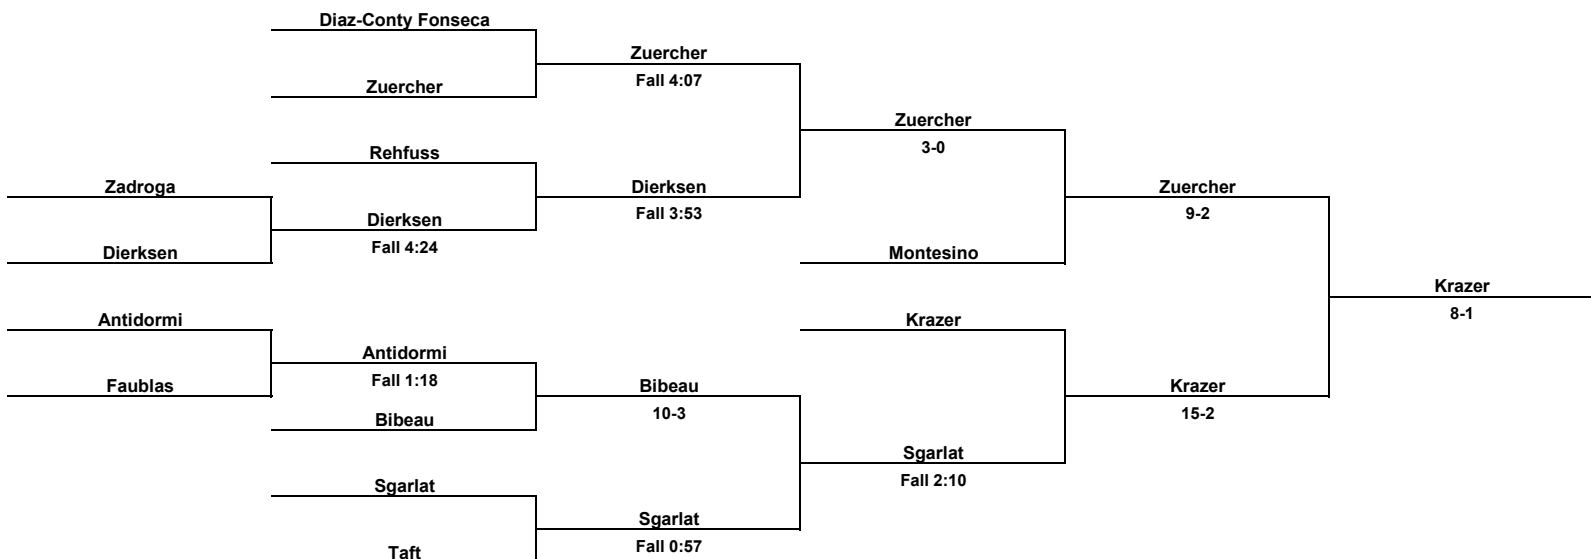 Diaz-Conty Fonseca
Zuercher
Fall 4:07
Zuercher
Zuercher
3-0
Rehfuss
Zadroga
Dierksen
Fall 3:53
Zuercher
9-2
Dierksen
Fall 4:24
Dierksen
Montesino
Krazer
8-1
Antidormi
Krazer
Antidormi
Fall 1:18
Faublas
Bibeau
10-3
Krazer
15-2
Bibeau
Sgarlat
Fall 2:10
Sgarlat
Sgarlat
Fall 0:57
Taft